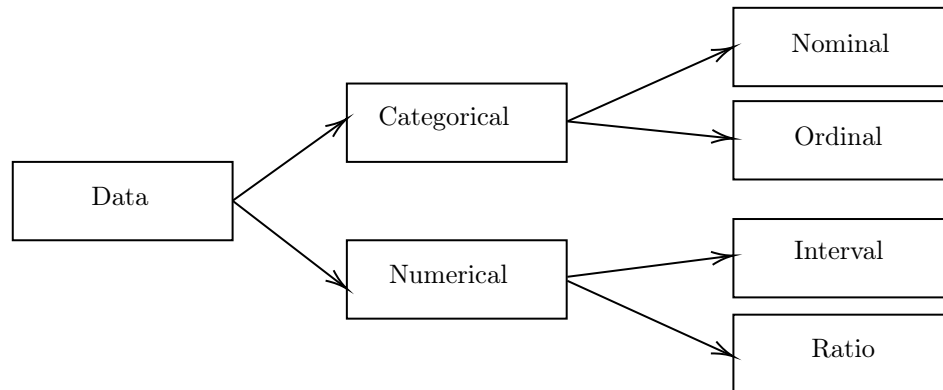 Data
Categorical
Numerical
Nominal
Ordinal
Interval
Ratio